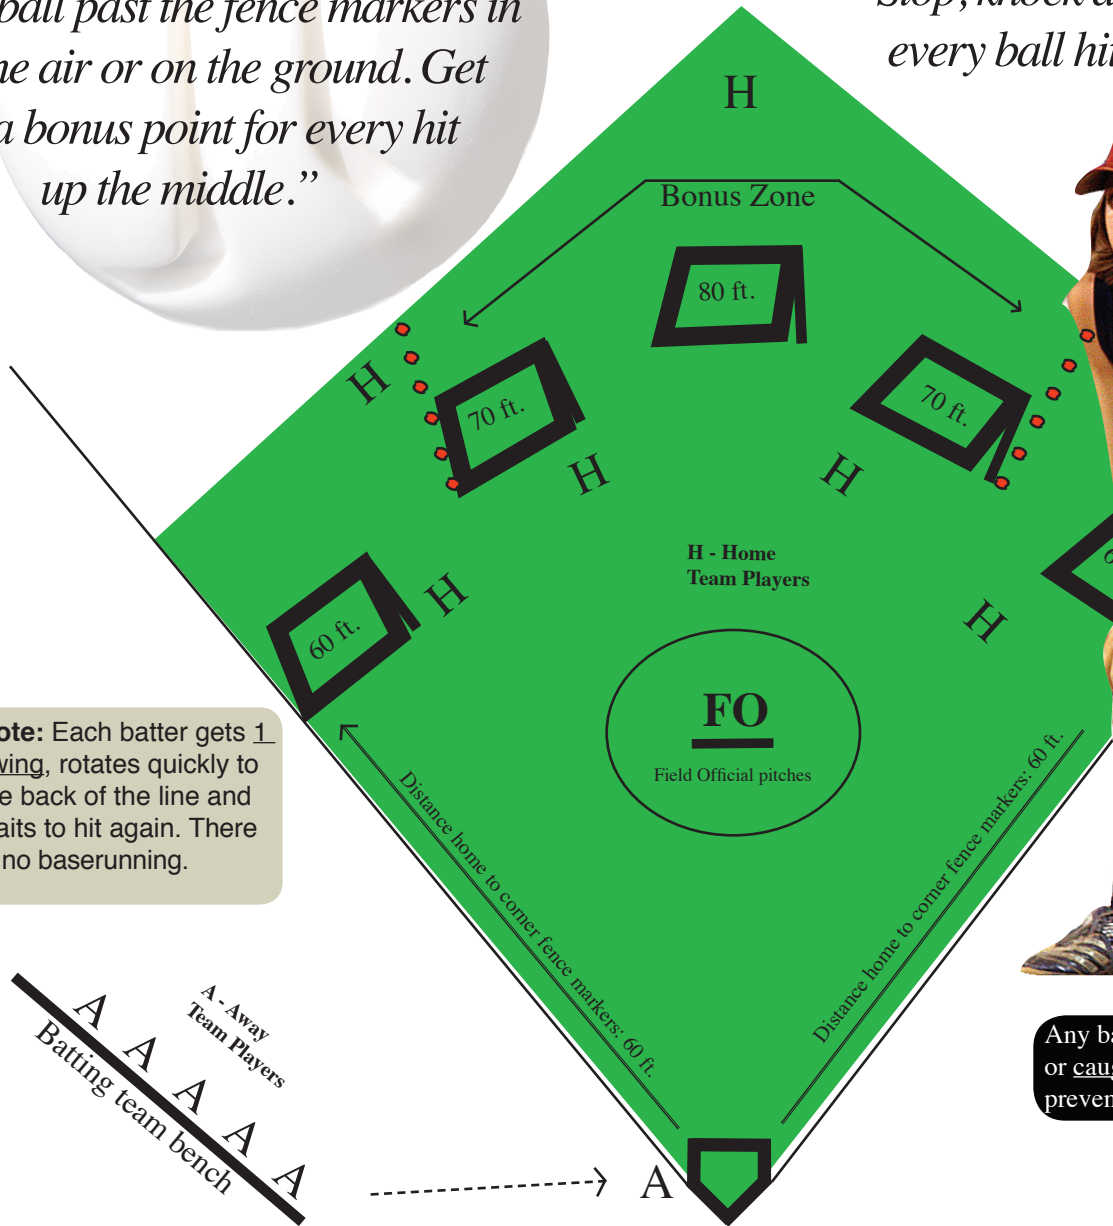 ball past the fence markers in
air or on the ground. Get
a bonus point for every hit
up the middle.”
every ball hit
H
Bonus Zone
80 ft.
H
70 ft.
70 ft.
H
H
H - Home
Team Players
H
60 ft.
H
FO
Field Official pitches
Each batter gets 1
rotates quickly to
back of the line and
to hit again. There
no baserunning.
Distance home to corner fence markers: 60 ft.
Distance home to corner fence markers: 60 ft.
A - Away
Team Players
A
A
A
A
A
Batting team bench
A
Any
or